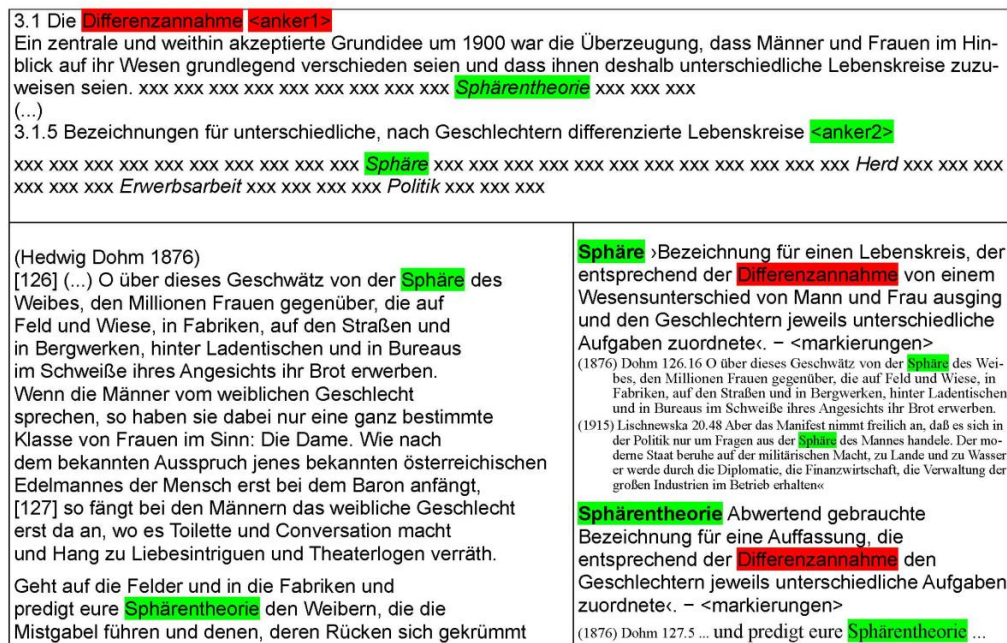 3.1 Die Differenzannahme <anker1>
Ein zentrale und weithin akzeptierte Grundidee um 1900 war die Überzeugung, dass Männer und Frauen im Hin-
blick auf ihr Wesen grundlegend verschieden seien und dass ihnen deshalb unterschiedliche Lebenskreise zuzu-
weisen seien. xxx xxx xxx xxx xxx xxx xxx xxx xxx Sphärentheorie xxx xxx xxx
(...)
3.1.5 Bezeichnungen für unterschiedliche, nach Geschlechtern differenzierte Lebenskreise <anker2>
xxx xxx xxx xxx xxx xxx xxx xxx xxx xxx Sphäre xxx xxx xxx xxx xxx xxx xxx xxx xxx xxx xxx xxx Herd xxx xxx xxx
xxx xxx xxx Erwerbsarbeit xxx xxx xxx xxx Politik xxx xxx xxx
(Hedwig Dohm 1876)
[126] (...) O über dieses Geschwätz von der Sphäre des
Weibes, den Millionen Frauen gegenüber, die auf
Feld und Wiese, in Fabriken, auf den Straßen und
in Bergwerken, hinter Ladentischen und in Bureaus
im Schweiße ihres Angesichts ihr Brot erwerben.
Wenn die Männer vom weiblichen Geschlecht
sprechen, so haben sie dabei nur eine ganz bestimmte
Klasse von Frauen im Sinn: Die Dame. Wie nach
dem bekannten Ausspruch jenes bekannten österreichischen
Edelmannes der Mensch erst bei dem Baron anfängt,
[127] so fängt bei den Männern das weibliche Geschlecht
erst da an, wo es Toilette und Conversation macht
und Hang zu Liebesintriguen und Theaterlogen verräth.
Geht auf die Felder und in die Fabriken und
predigt eure Sphärentheorie den Weibern, die die
Mistgabel führen und denen, deren Rücken sich gekrümmt
Sphäre ›Bezeichnung für einen Lebenskreis, der
entsprechend der Differenzannahme von einem
Wesensunterschied von Mann und Frau ausging
und den Geschlechtern jeweils unterschiedliche
Aufgaben zuordnete‹. – <markierungen>
(1876) Dohm 126.16 O über dieses Geschwätz von der Sphäre des Wei-
bes, den Millionen Frauen gegenüber, die auf Feld und Wiese, in
Fabriken, auf den Straßen und in Bergwerken, hinter Ladentischen
und in Bureaus im Schweiße ihres Angesichts ihr Brot erwerben.
(1915) Lischnewska 20.48 Aber das Manifest nimmt freilich an, daß es sich in
der Politik nur um Fragen aus der Sphäre des Mannes handele. Der mo-
derne Staat beruhe auf der militärischen Macht, zu Lande und zu Wasser
er werde durch die Diplomatie, die Finanzwirtschaft, die Verwaltung der
großen Industrien im Betrieb erhalten«
Sphärentheorie Abwertend gebrauchte
Bezeichnung für eine Auffassung, die
entsprechend der Differenzannahme den
Geschlechtern jeweils unterschiedliche Aufgaben
zuordnete‹. – <markierungen>
(1876) Dohm 127.5 ... und predigt eure Sphärentheorie ...